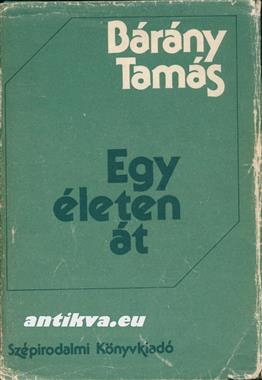 Bárány
Tamás
Egy
életen
át
antikva.eu
Szépirodalmi Könyvkiadó